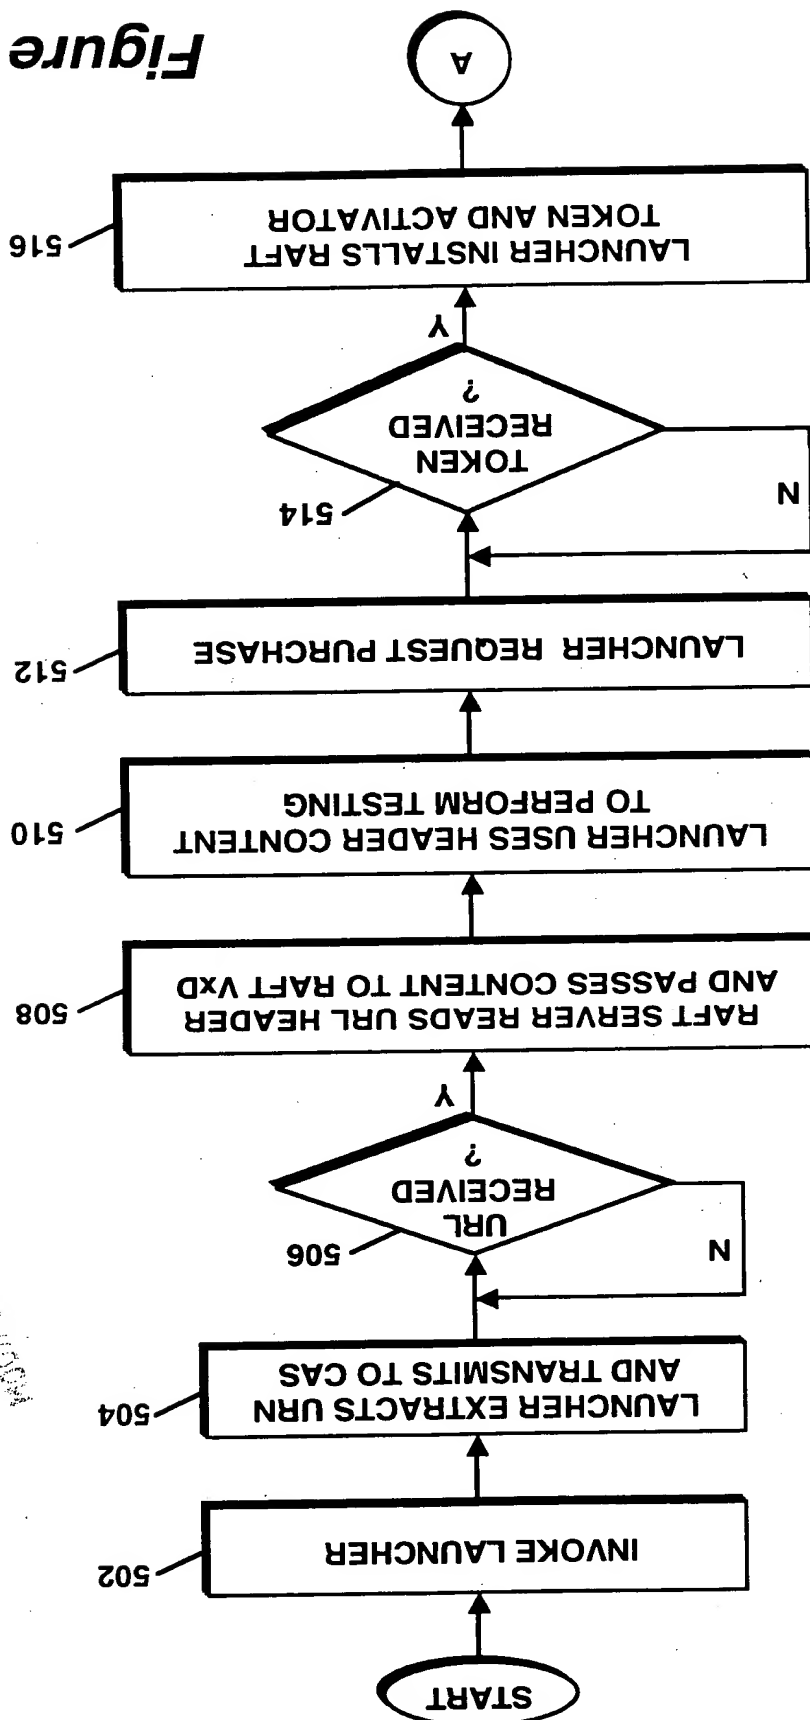 START
INVOKE LAUNCHER
502
LAUNCHER EXTRACTS URN
AND TRANSMITS TO CAS
504
N
URL
RECEIVED
?
506
Y
RAFT SERVER READS URL HEADER
AND PASSES CONTENT TO RAFT VxD
508
LAUNCHER USES HEADER CONTENT
TO PERFORM TESTING
510
LAUNCHER REQUEST PURCHASE
512
N
TOKEN
RECEIVED
?
514
Y
LAUNCHER INSTALLS RAFT
TOKEN AND ACTIVATOR
516
A
Figure